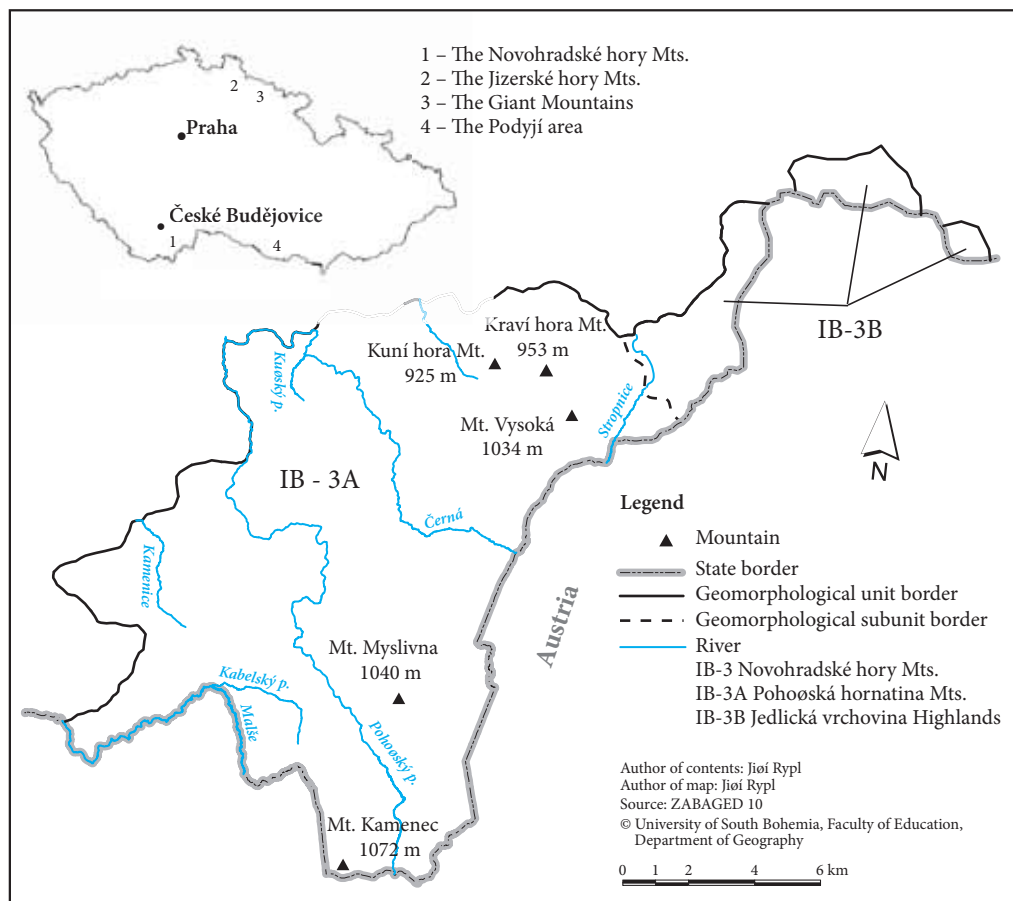 1 – The Novohradské hory Mts.
2 – The Jizerské hory Mts.
3 – The Giant Mountains
4 – The Podyjí area
2
3
Praha
České Budějovice
1
4
IB-3B
Kraví hora Mt.
953 m
Kuní hora Mt.
925 m
Kuøský p.
Mt. Vysoká
1034 m
Stropnice
N
IB - 3A
Černá
Kamenice
Austria
Mt. Myslivna
1040 m
Kabelský p.
Malše
Pohoøský p.
Mt. Kamenec
1072 m
Legend
Mountain
State border
Geomorphological unit border
Geomorphological subunit border
River
IB-3 Novohradské hory Mts.
IB-3A Pohoøská hornatina Mts.
IB-3B Jedlická vrchovina Highlands
Author of contents: Jiøí Rypl
Author of map: Jiøí Rypl
Source: ZABAGED 10
© University of South Bohemia, Faculty of Education,
Department of Geography
0 1 2 4 6 km